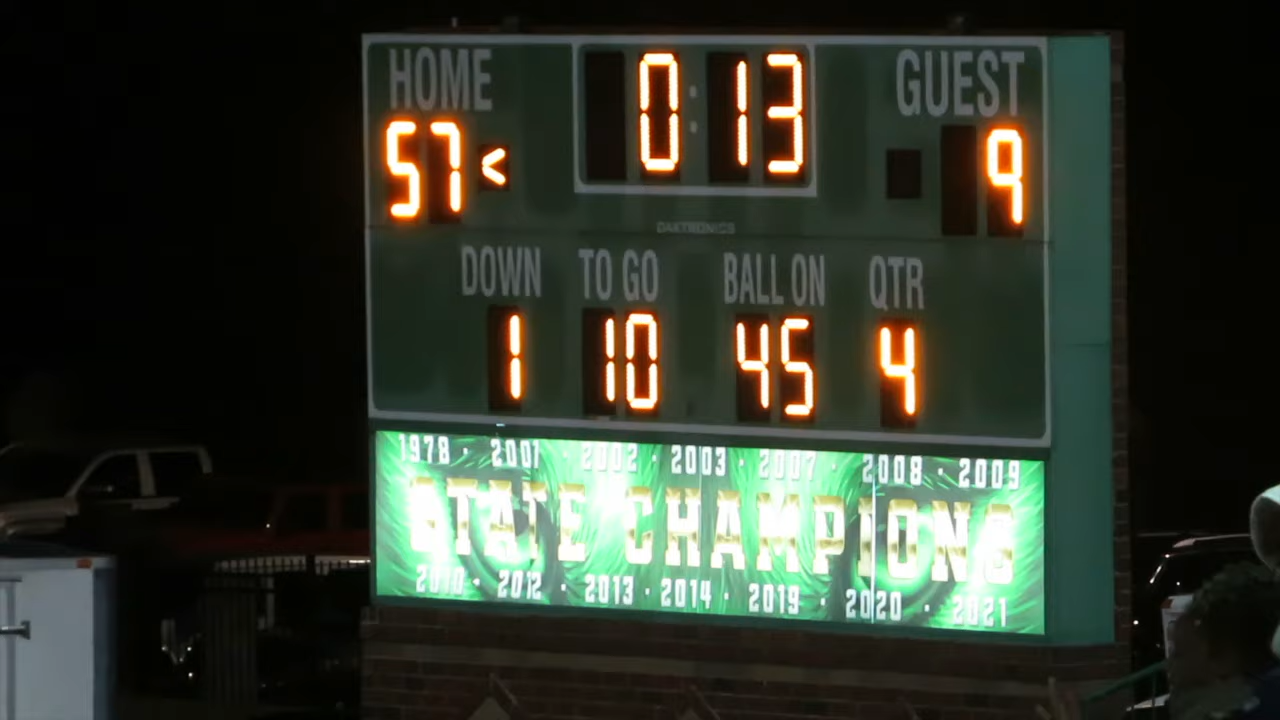 HOME 0:13 GUEST
57 < 9
DAKTRONICS
DOWN TO GO BALL ON QTR
1 10 45 4
1978 · 2001 · 2002 · 2003 · 2007 · 2008 · 2009
STATE CHAMPIONS
2010 · 2012 · 2013 · 2014 · 2019 · 2020 · 2021